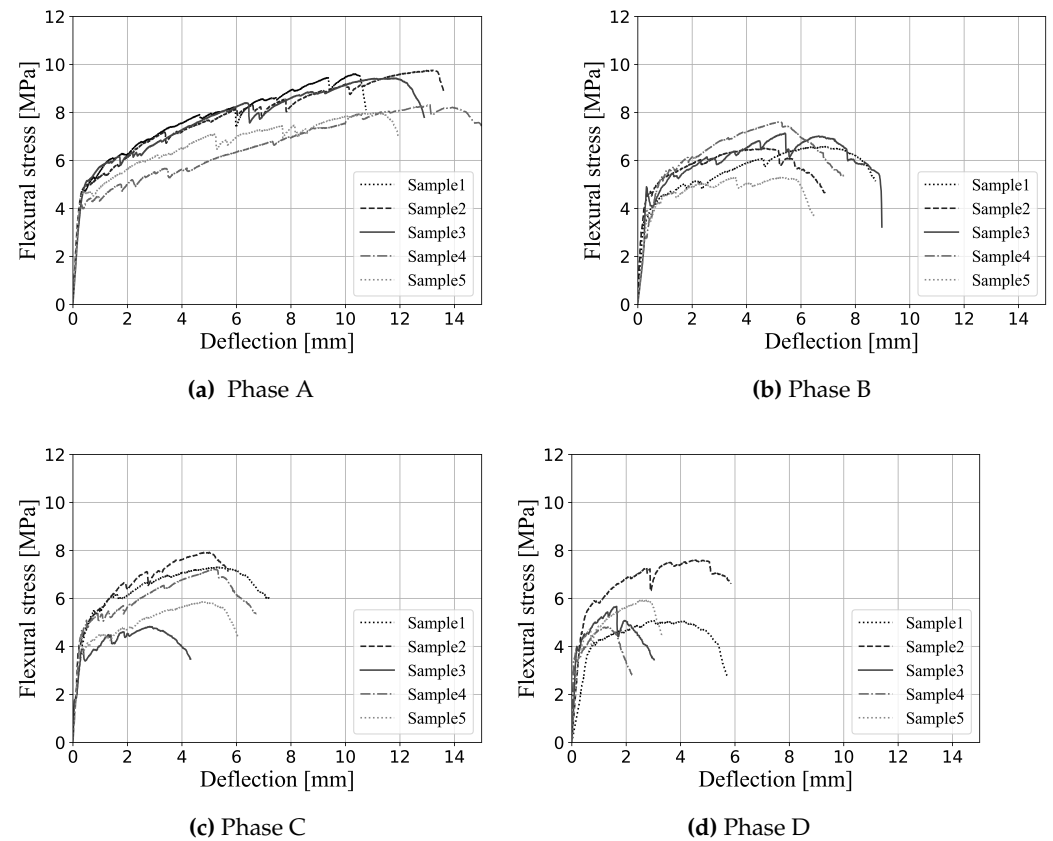 12
10
8
6
4
2
0
Flexural stress [MPa]
Sample1
Sample2
Sample3
Sample4
Sample5
0 2 4 6 8 10 12 14
Deflection [mm]
(a) Phase A
12
10
8
6
4
2
0
Flexural stress [MPa]
Sample1
Sample2
Sample3
Sample4
Sample5
0 2 4 6 8 10 12 14
Deflection [mm]
(b) Phase B
12
10
8
6
4
2
0
Flexural stress [MPa]
Sample1
Sample2
Sample3
Sample4
Sample5
0 2 4 6 8 10 12 14
Deflection [mm]
(c) Phase C
12
10
8
6
4
2
0
Flexural stress [MPa]
Sample1
Sample2
Sample3
Sample4
Sample5
0 2 4 6 8 10 12 14
Deflection [mm]
(d) Phase D